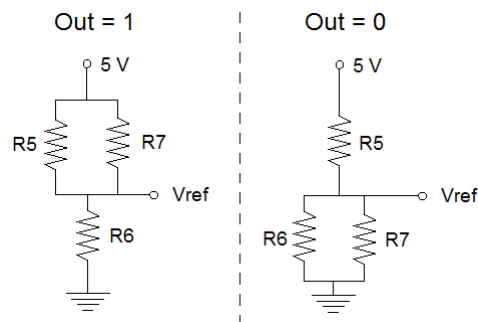 Out = 1
5 V
R5
R7
Vref
R6
Out = 0
5 V
R5
Vref
R6
R7